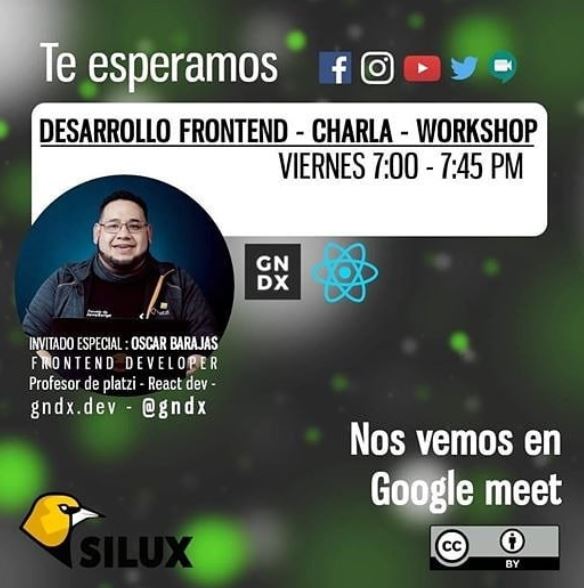 Te esperamos
DESARROLLO FRONTEND - CHARLA - WORKSHOP
VIERNES 7:00 - 7:45 PM
GN
DX
INVITADO ESPECIAL : OSCAR BARAJAS
FRONTEND DEVELOPER
Profesor de platzi - React dev -
gndx.dev - @gndx
Nos vemos en
Google meet
SILUX
cc
BY